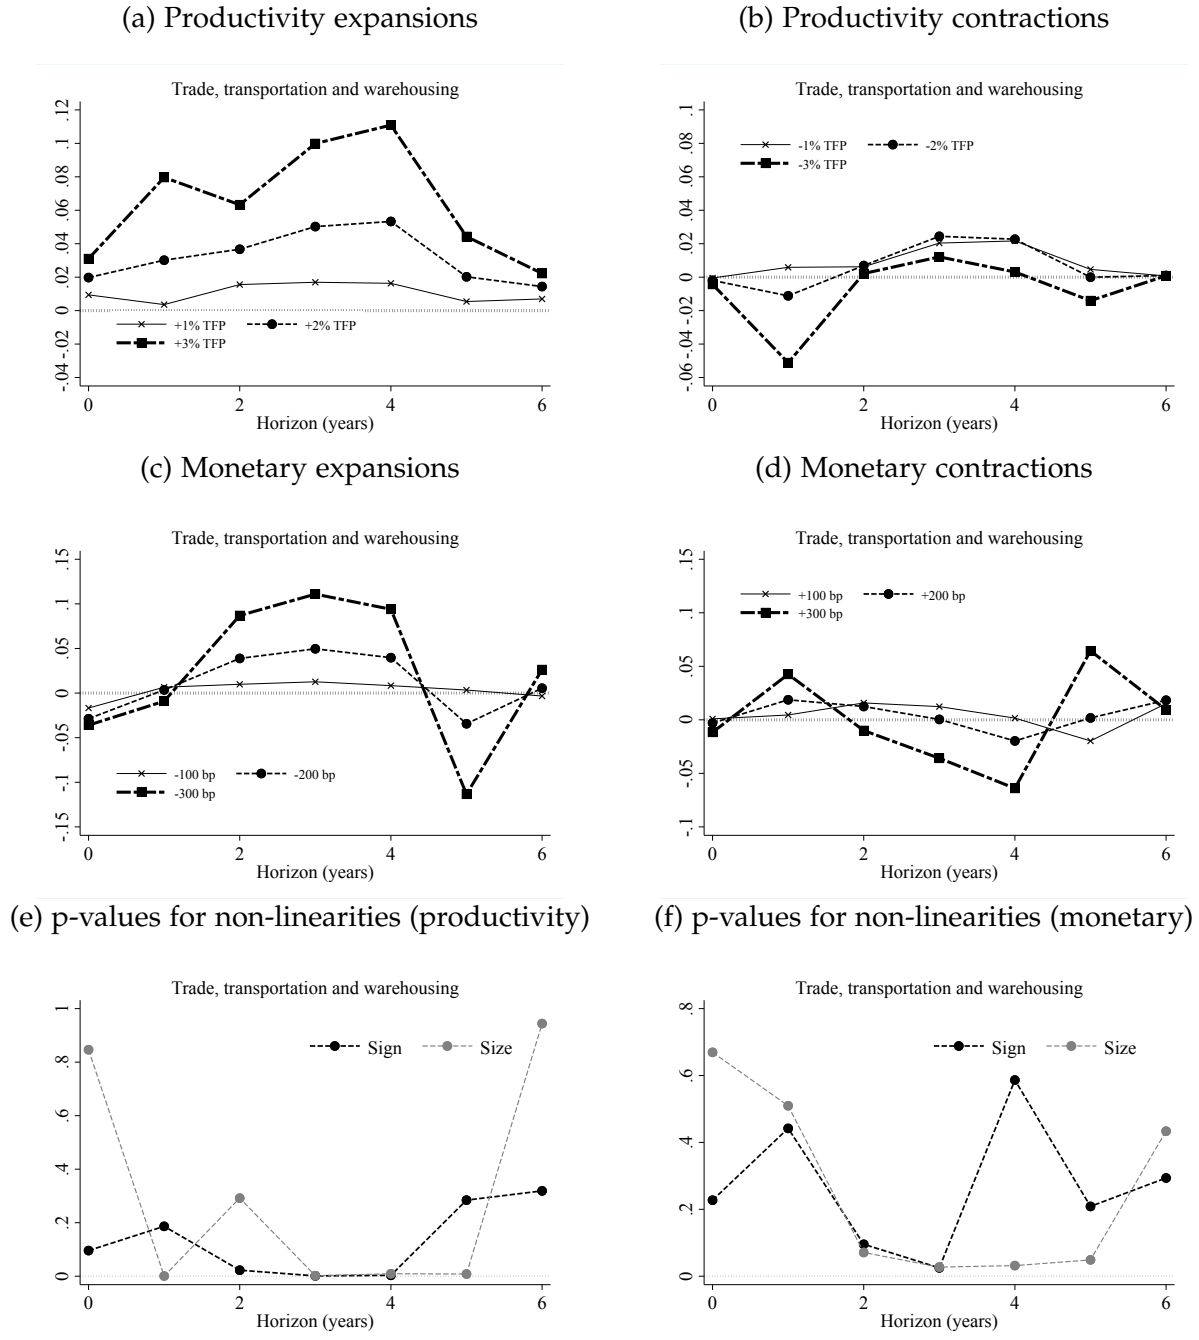 (a) Productivity expansions
(b) Productivity contractions
Trade, transportation and warehousing
.12
.1
.08
.06
.04
.02
0
-.02
-.04
+1% TFP
+2% TFP
+3% TFP
0
2
4
6
Horizon (years)
Trade, transportation and warehousing
.1
.08
.06
.04
.02
0
-.02
-.04
-.06
-1% TFP
-2% TFP
-3% TFP
0
2
4
6
Horizon (years)
(c) Monetary expansions
(d) Monetary contractions
Trade, transportation and warehousing
.15
.1
.05
0
-.05
-.1
-.15
-100 bp
-200 bp
-300 bp
0
2
4
6
Horizon (years)
Trade, transportation and warehousing
.15
.1
.05
0
-.05
-.1
+100 bp
+200 bp
+300 bp
0
2
4
6
Horizon (years)
(e) p-values for non-linearities (productivity)
(f) p-values for non-linearities (monetary)
Trade, transportation and warehousing
1
.8
.6
.4
.2
0
Sign
Size
0
2
4
6
Horizon (years)
Trade, transportation and warehousing
.8
.6
.4
.2
0
Sign
Size
0
2
4
6
Horizon (years)